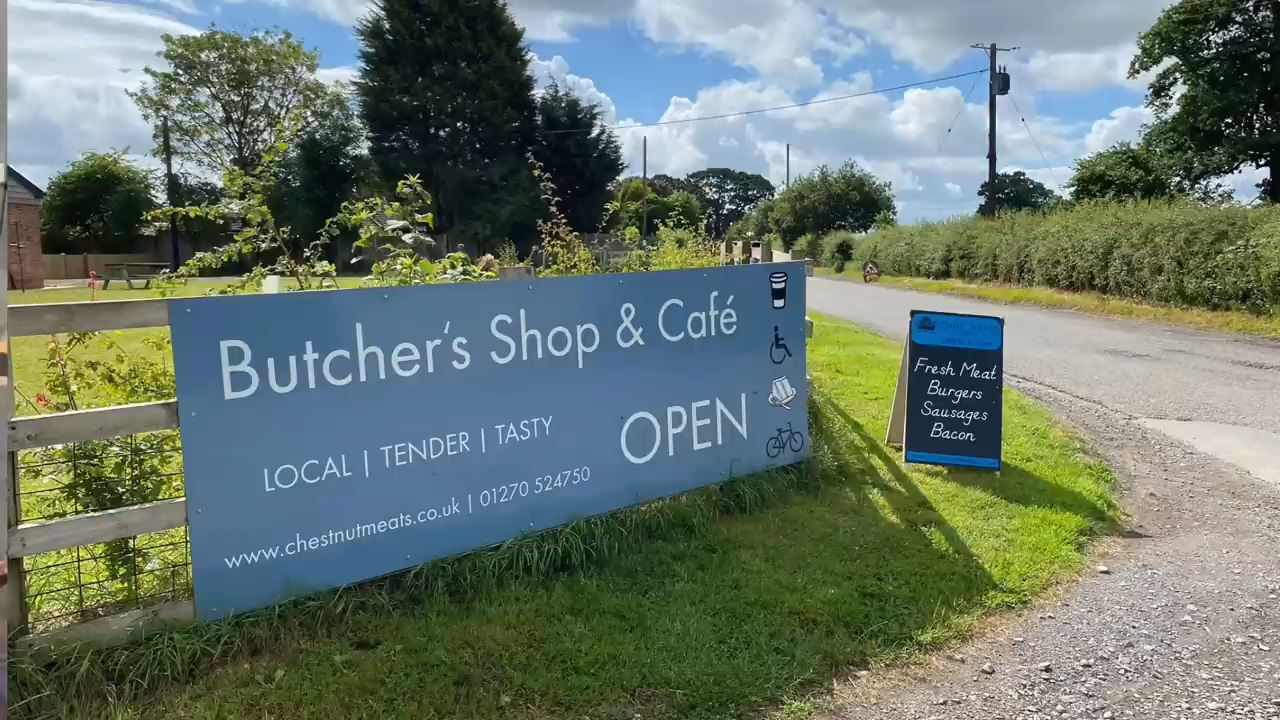 Butcher's Shop & Café
LOCAL | TENDER | TASTY
OPEN
www.chestnutmeats.co.uk | 01270 524750
Fresh Meat
Burgers
Sausages
Bacon